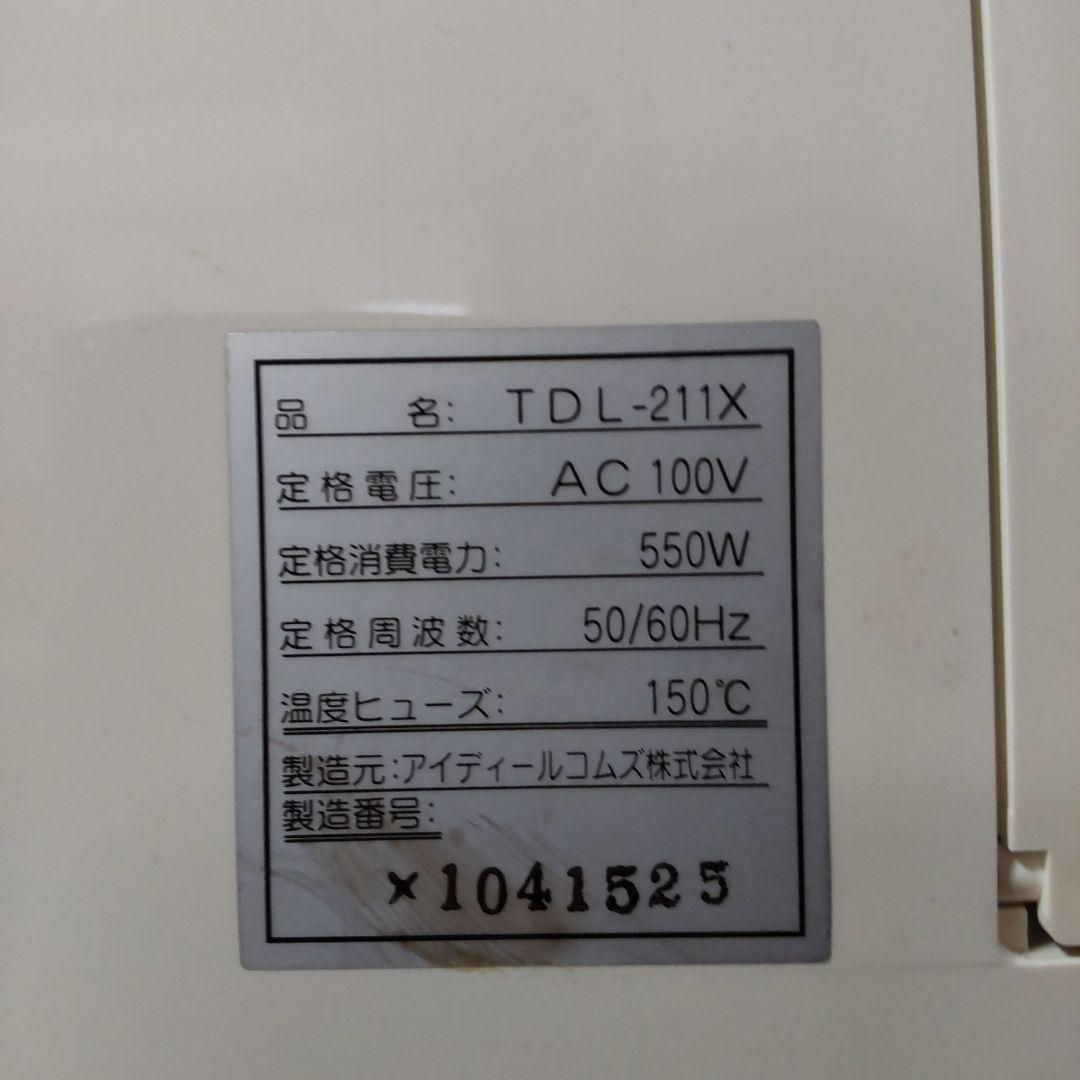 品名: TDL-211X
定格電圧: AC 100V
定格消費電力: 550W
定格周波数: 50/60Hz
温度ヒューズ: 150℃
製造元:アイディールコムズ株式会社
製造番号:
×1041525